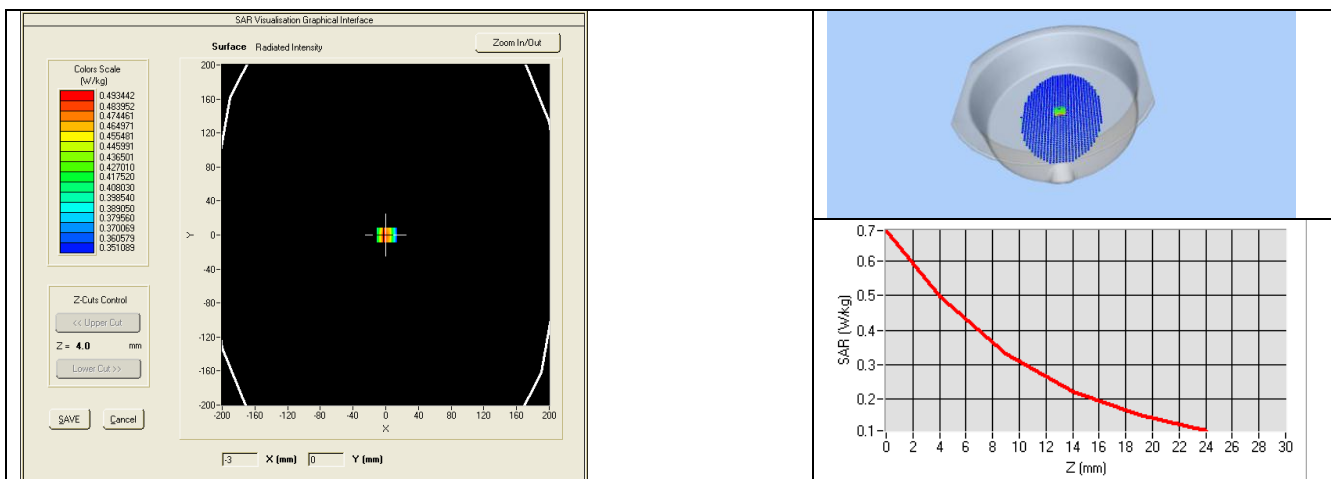 SAR Visualisation Graphical Interface
Surface Radiated Intensity
Zoom In/Out
Colors Scale
(W/kg)
0.493442
0.483952
0.474461
0.464971
0.455481
0.445991
0.436501
0.427010
0.417520
0.408030
0.398540
0.389050
0.379560
0.370069
0.360579
0.351089
Z-Cuts Control
<< Upper Cut
Z = 4.0 mm
Lower Cut >>
SAVE Cancel
200
160
120
80
40
0
-40
-80
-120
-160
-200
Y
-200 -160 -120 -80 -40 0 40 80 120 160 200
X
-3 X (mm) 0 Y (mm)
0.7
0.6
0.5
0.4
0.3
0.2
0.1
SAR (W/kg)
0 2 4 6 8 10 12 14 16 18 20 22 24 26 28 30
Z (mm)